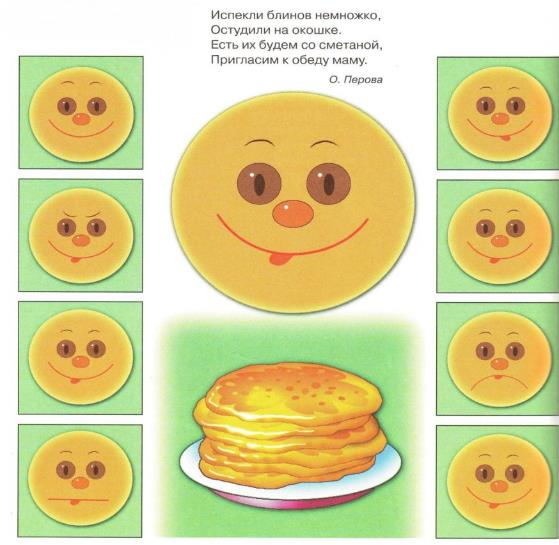 Испекли блинов немножко,
Остудили на окошке.
Есть их будем со сметаной,
Пригласим к обеду маму.
О. Перова